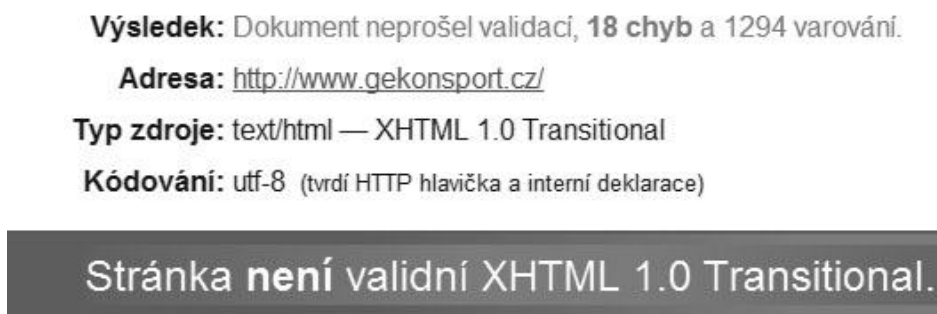 Výsledek: Dokument neprošel validací, 18 chyb a 1294 varování.
Adresa: http://www.gekonsport.cz/
Typ zdroje: text/html — XHTML 1.0 Transitional
Kódování: utf-8 (tvrdí HTTP hlavička a interní deklarace)
Stránka není validní XHTML 1.0 Transitional.